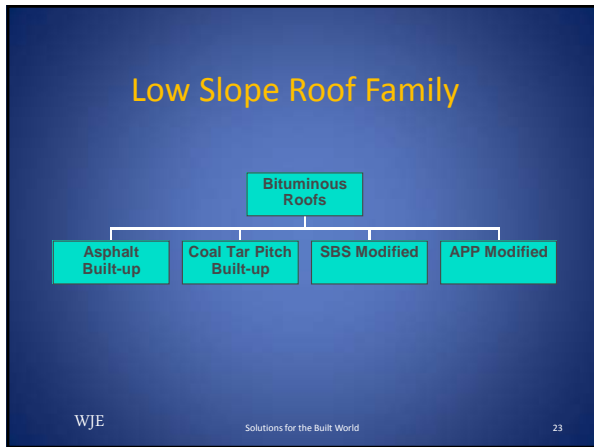 Low Slope Roof Family
Bituminous
Roofs
Asphalt
Built-up
Coal Tar Pitch
Built-up
SBS Modified
APP Modified
WJE
Solutions for the Built World
23